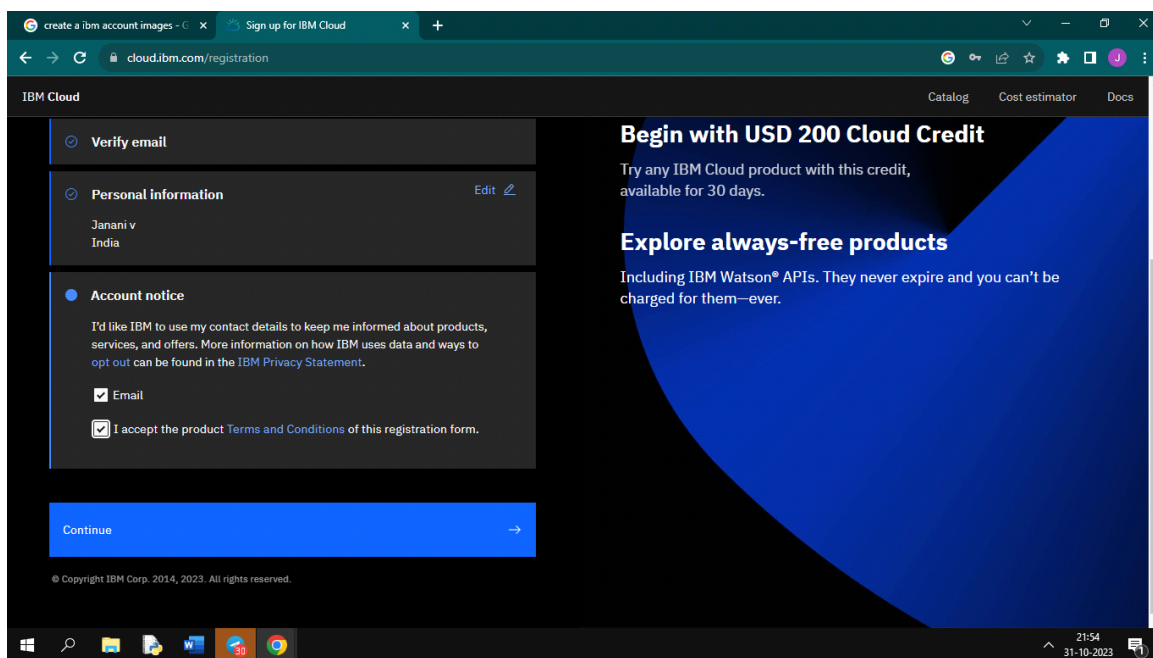 create a ibm account images - G
Sign up for IBM Cloud
cloud.ibm.com/registration
J
IBM Cloud
Catalog
Cost estimator
Docs
Verify email
Personal information
Edit
Janani v
India
Account notice
I'd like IBM to use my contact details to keep me informed about products,
services, and offers. More information on how IBM uses data and ways to
opt out can be found in the IBM Privacy Statement.
Email
I accept the product Terms and Conditions of this registration form.
Continue
© Copyright IBM Corp. 2014, 2023. All rights reserved.
Begin with USD 200 Cloud Credit
Try any IBM Cloud product with this credit,
available for 30 days.
Explore always-free products
Including IBM Watson® APIs. They never expire and you can't be
charged for them—ever.
30
21:54
31-10-2023
1